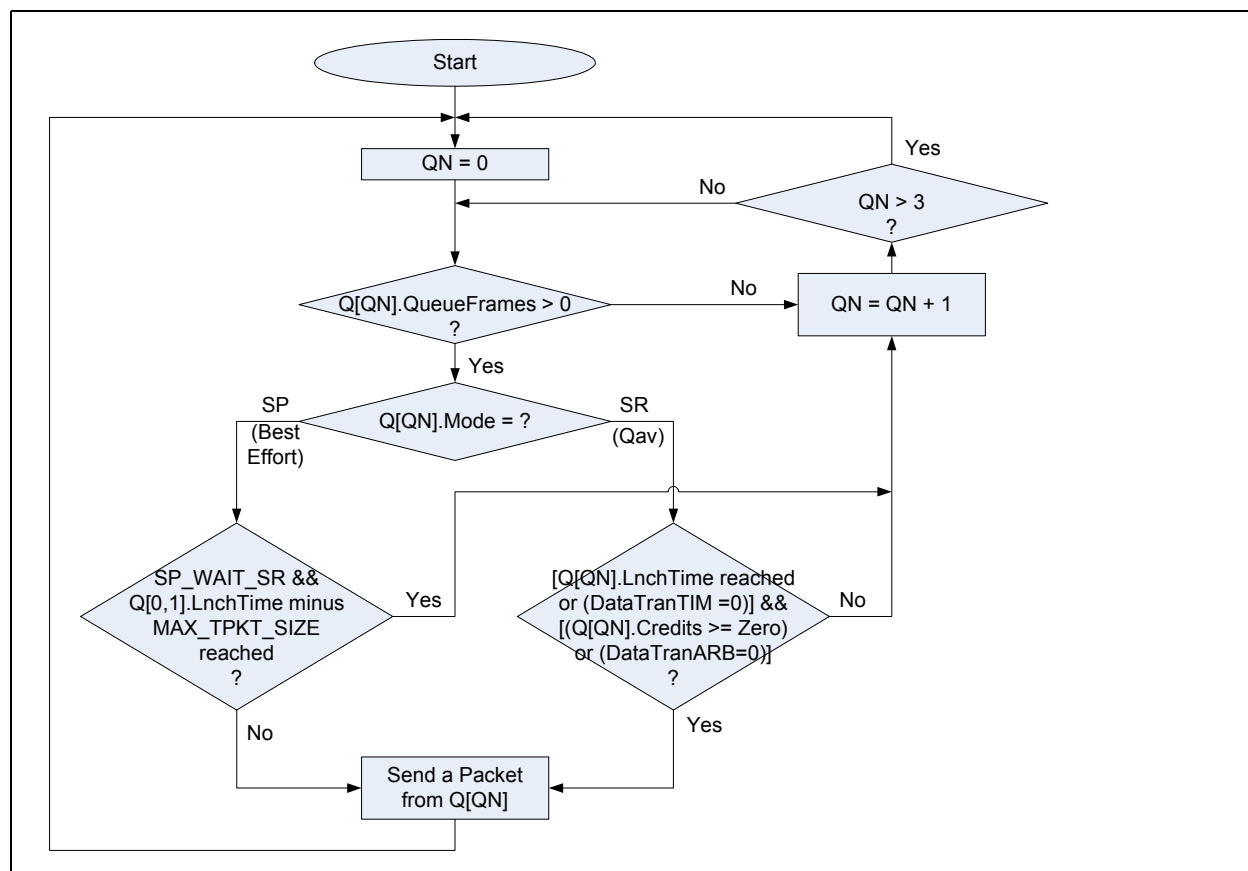 Start
QN = 0
Yes
No
QN > 3
?
Q[QN].QueueFrames > 0
?
No
QN = QN + 1
Yes
SP
(Best
Effort)
Q[QN].Mode = ?
SR
(Qav)
SP_WAIT_SR &&
Q[0,1].LnchTime minus
MAX_TPKT_SIZE
reached
?
Yes
[Q[QN].LnchTime reached
or (DataTranTIM =0)] &&
[(Q[QN].Credits >= Zero)
or (DataTranARB=0)]
?
No
No
Yes
Send a Packet
from Q[QN]